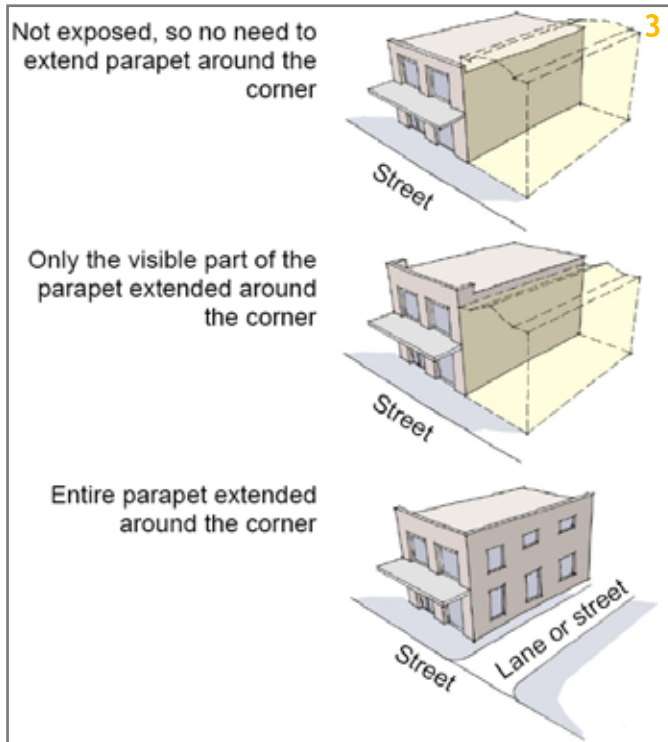 3
Not exposed, so no need to
extend parapet around the
corner
Street
Only the visible part of the
parapet extended around
the corner
Street
Entire parapet extended
around the corner
Street
Lane or street